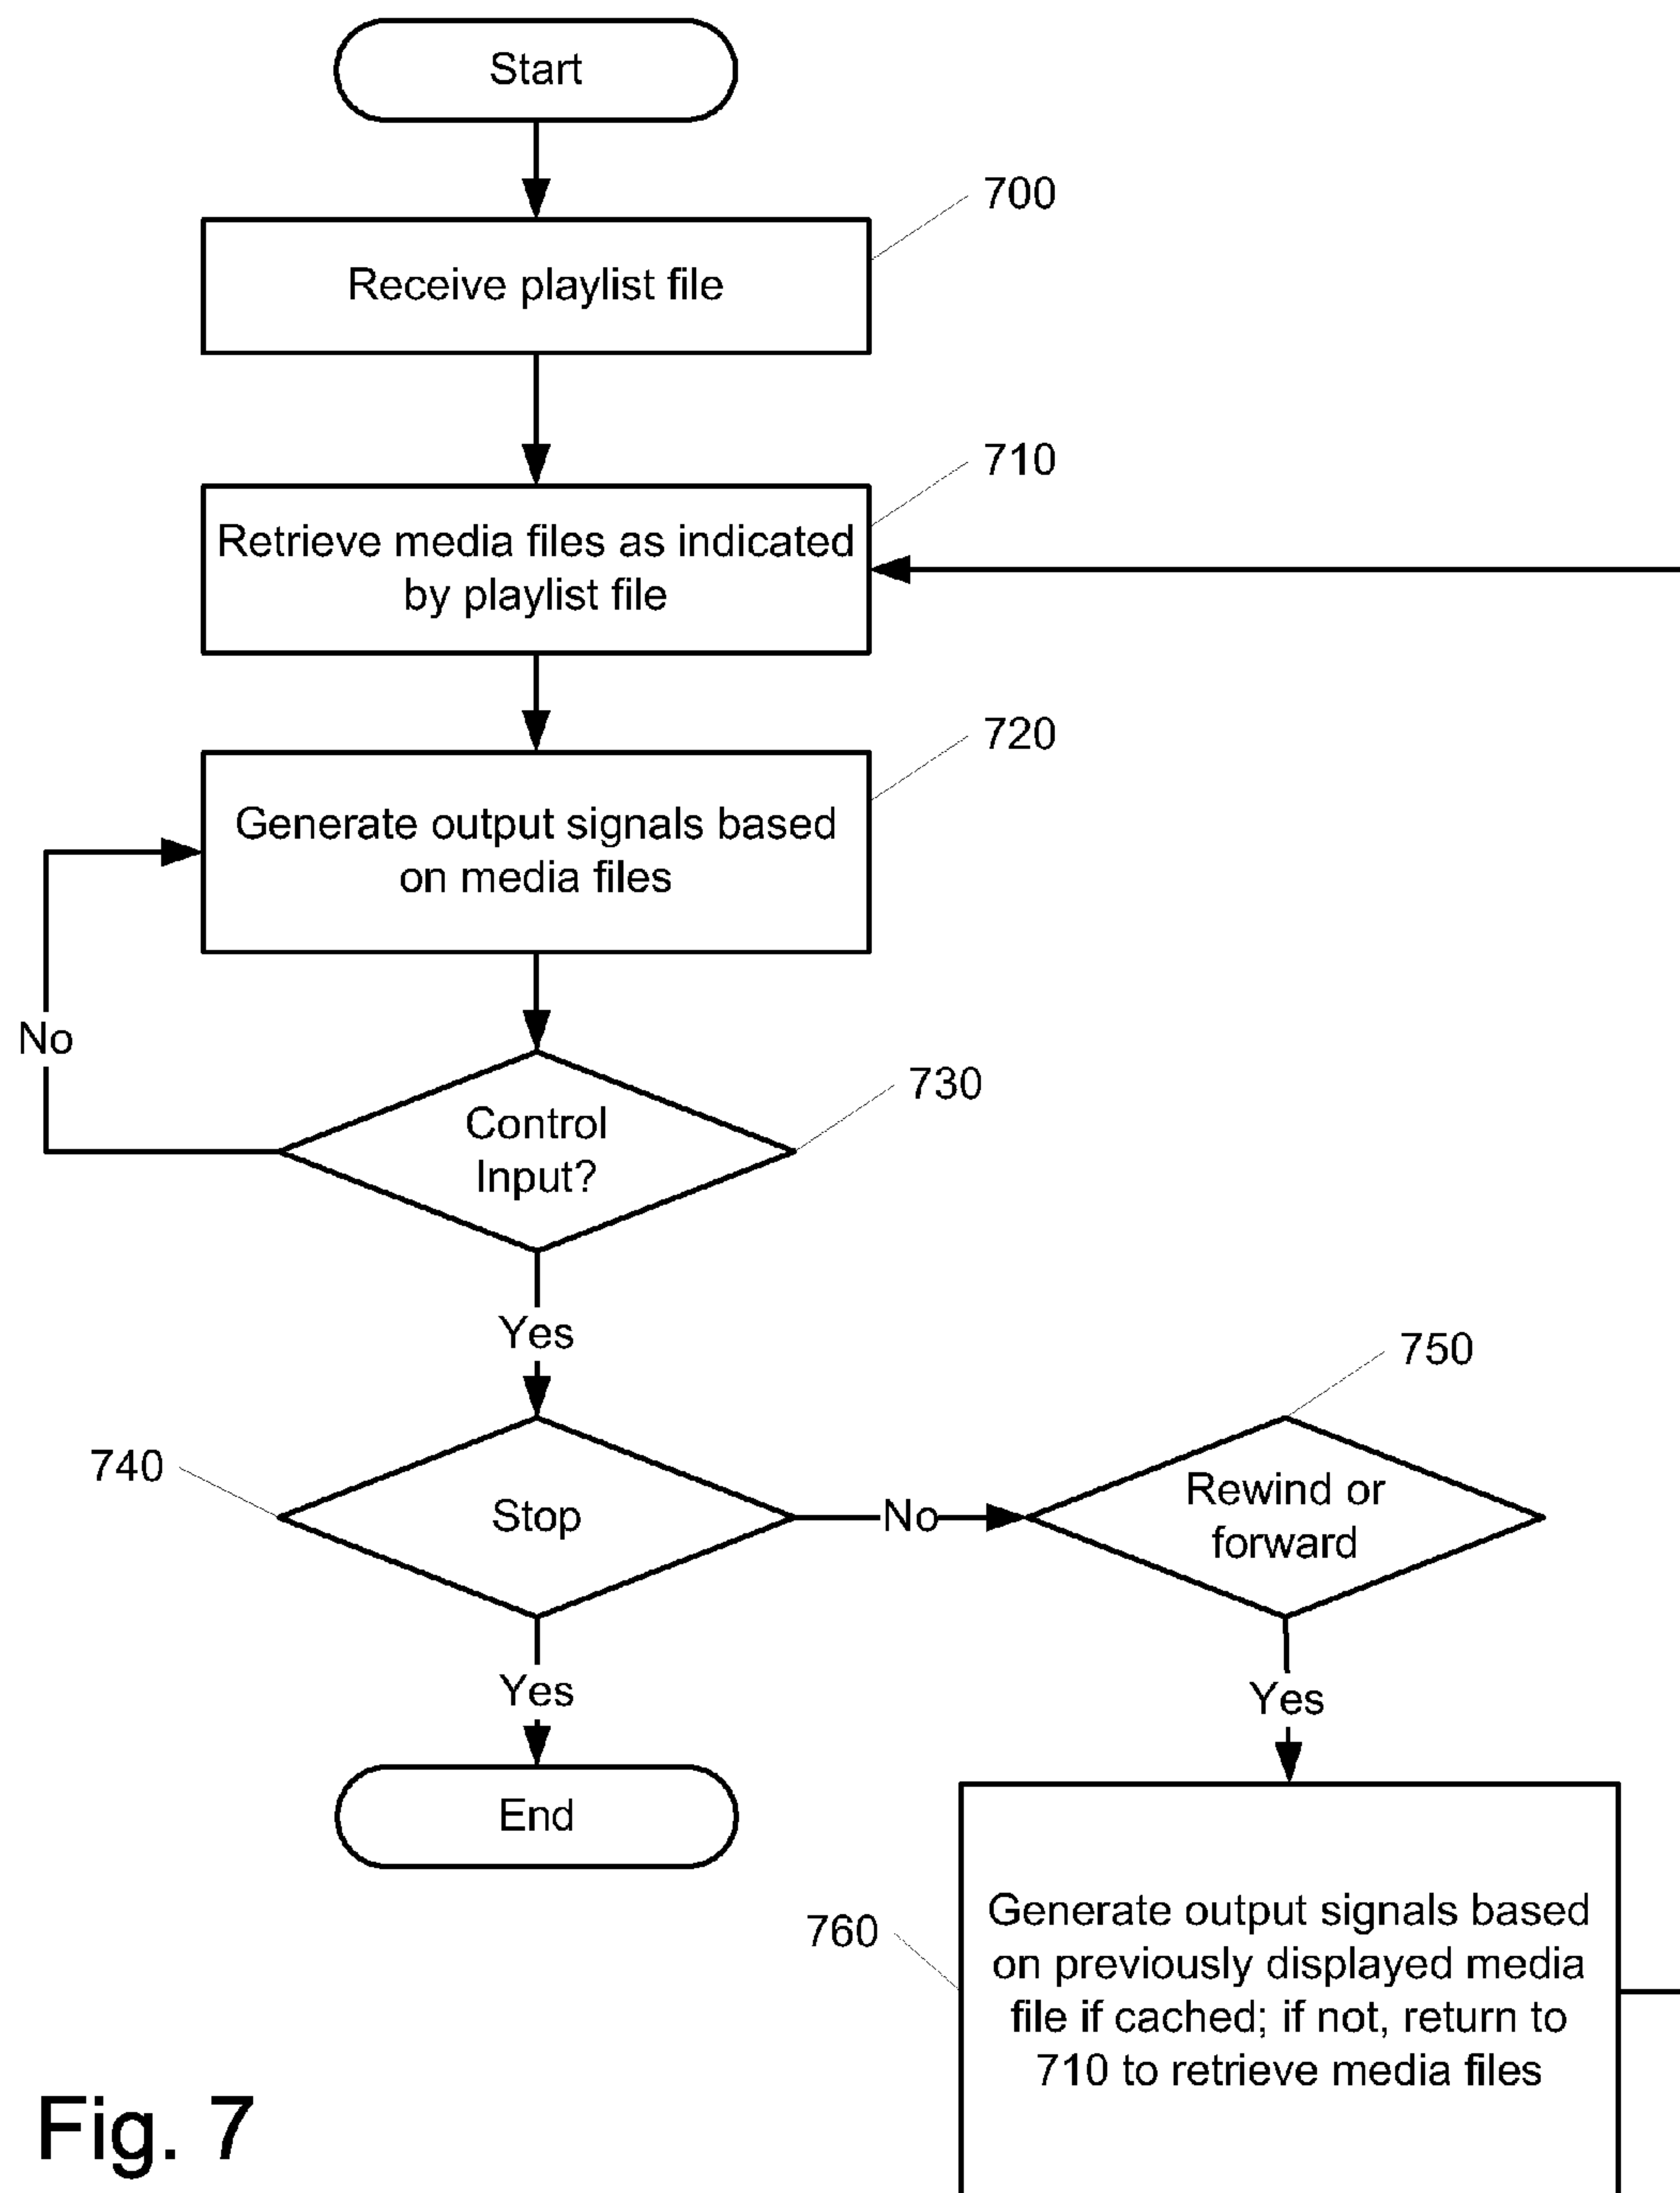 Start
700
Receive playlist file
710
Retrieve media files as indicated
by playlist file
720
Generate output signals based
on media files
No
730
Control
Input?
Yes
750
740
Stop
No
Rewind or
forward
Yes
Yes
End
760
Generate output signals based
on previously displayed media
file if cached; if not, return to
710 to retrieve media files
Fig. 7